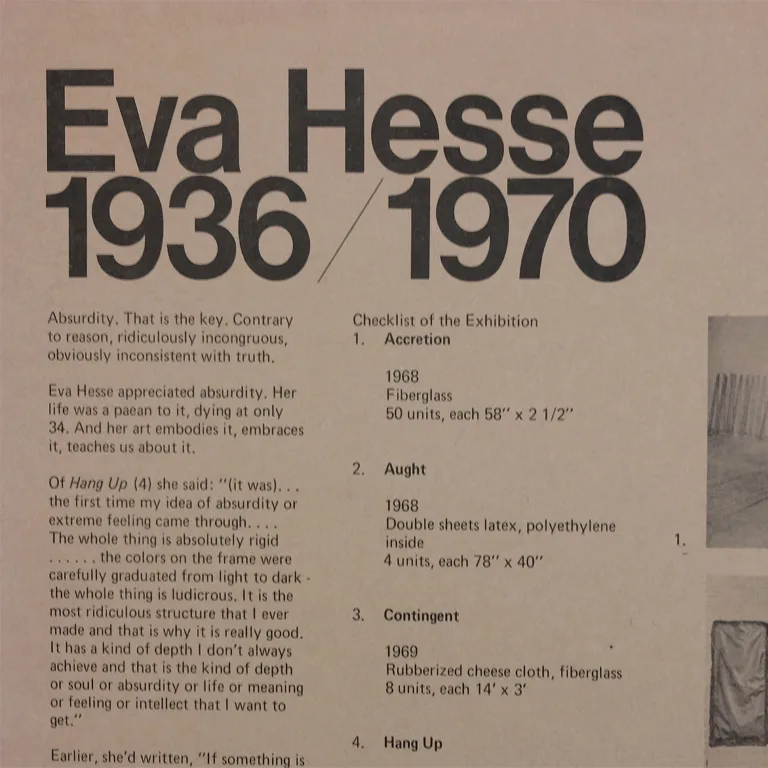 Eva Hesse
1936/1970
Absurdity. That is the key. Contrary
to reason, ridiculously incongruous,
obviously inconsistent with truth.
Eva Hesse appreciated absurdity. Her
life was a paean to it, dying at only
34. And her art embodies it, embraces
it, teaches us about it.
Of Hang Up (4) she said: "(it was). . .
the first time my idea of absurdity or
extreme feeling came through. . . .
The whole thing is absolutely rigid
. . . . . . the colors on the frame were
carefully graduated from light to dark -
the whole thing is ludicrous. It is the
most ridiculous structure that I ever
made and that is why it is really good.
It has a kind of depth I don't always
achieve and that is the kind of depth
or soul or absurdity or life or meaning
or feeling or intellect that I want to
get."
Earlier, she'd written, "If something is
Checklist of the Exhibition
1. Accretion
1968
Fiberglass
50 units, each 58" x 2 1/2"
2. Aught
1968
Double sheets latex, polyethylene
inside
4 units, each 78" x 40"
3. Contingent
1969
Rubberized cheese cloth, fiberglass
8 units, each 14' x 3'
4. Hang Up
1.